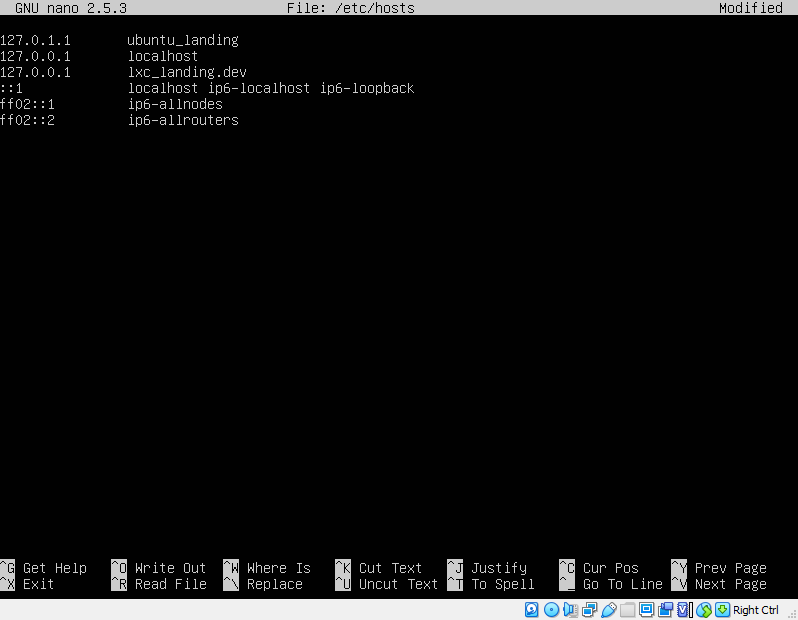 GNU nano 2.5.3 File: /etc/hosts Modified
127.0.1.1 ubuntu_landing
127.0.0.1 localhost
127.0.0.1 lxc_landing.dev
::1 localhost ip6-localhost ip6-loopback
ff02::1 ip6-allnodes
ff02::2 ip6-allrouters
^G Get Help ^O Write Out ^W Where Is ^K Cut Text ^J Justify ^C Cur Pos ^Y Prev Page
^X Exit ^R Read File ^\ Replace ^U Uncut Text ^T To Spell ^_ Go To Line ^V Next Page
Right Ctrl